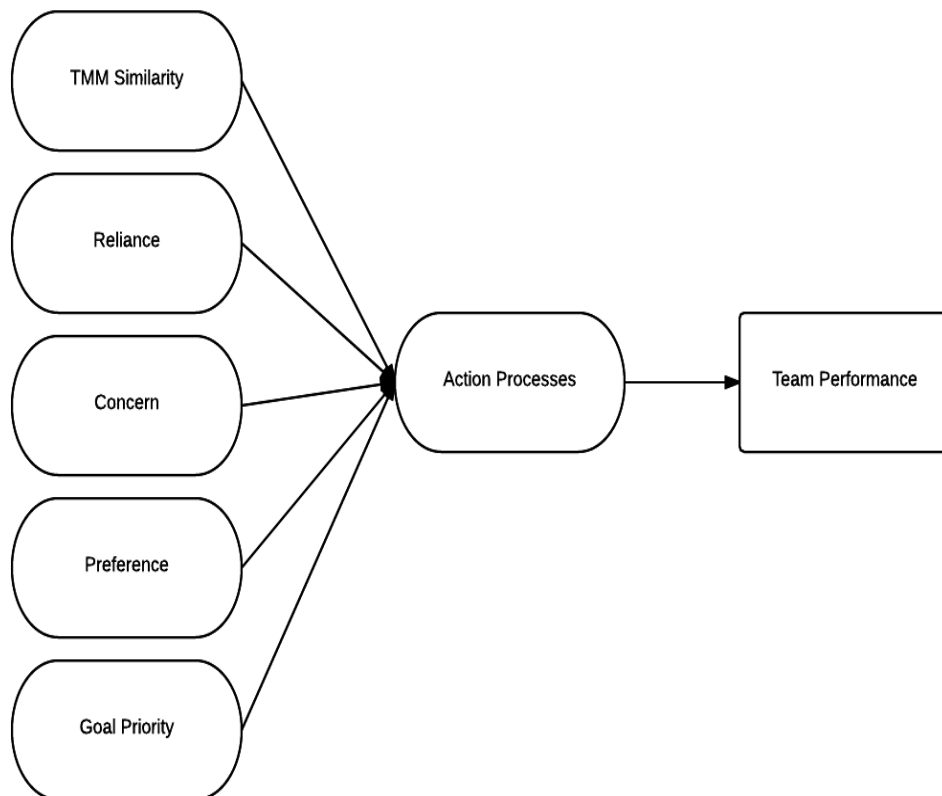 TMM Similarity
Reliance
Concern
Preference
Goal Priority
Action Processes
Team Performance